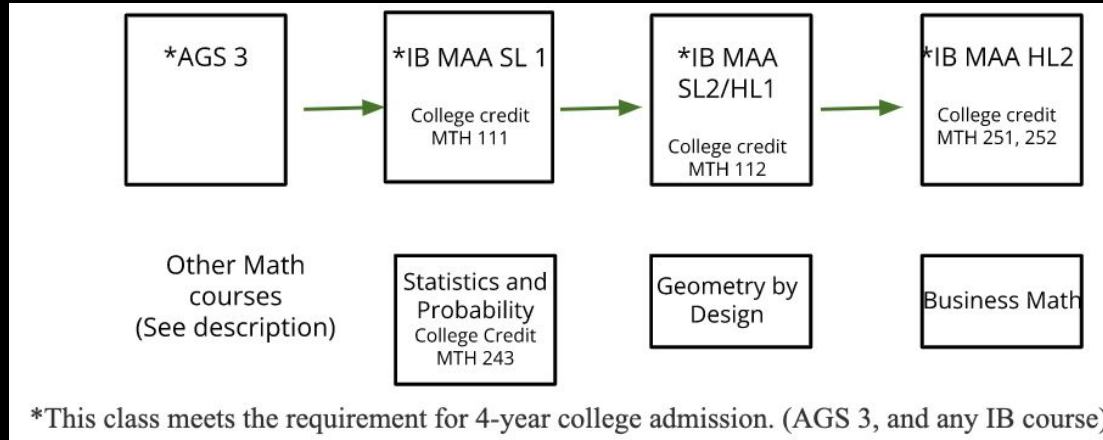 *AGS 3
*IB MAA SL 1
College credit
MTH 111
*IB MAA
SL2/HL1
College credit
MTH 112
*IB MAA HL2
College credit
MTH 251, 252
Other Math
courses
(See description)
Statistics and
Probability
College Credit
MTH 243
Geometry by
Design
Business Math
*This class meets the requirement for 4-year college admission. (AGS 3, and any IB course)